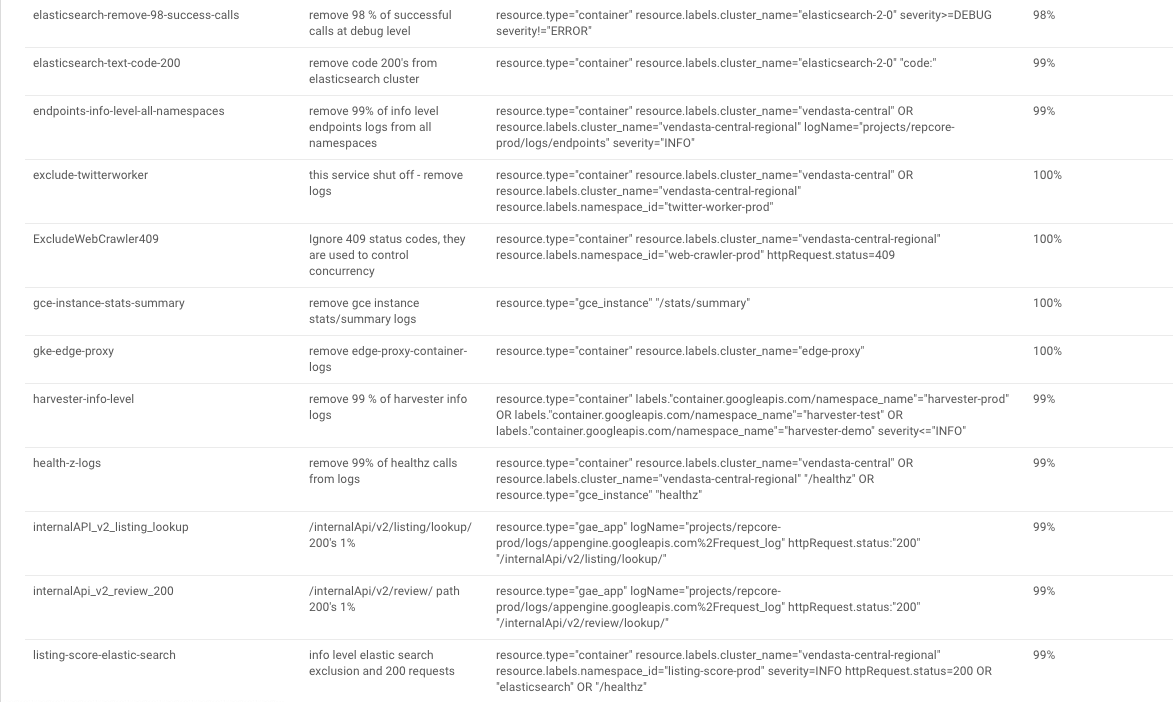 elasticsearch-remove-98-success-calls
remove 98 % of successful
calls at debug level
resource.type="container" resource.labels.cluster_name="elasticsearch-2-0" severity>=DEBUG
severity!="ERROR"
98%
elasticsearch-text-code-200
remove code 200's from
elasticsearch cluster
resource.type="container" resource.labels.cluster_name="elasticsearch-2-0" "code:"
99%
endpoints-info-level-all-namespaces
remove 99% of info level
endpoints logs from all
namespaces
resource.type="container" resource.labels.cluster_name="vendasta-central" OR
resource.labels.cluster_name="vendasta-central-regional" logName="projects/repcore-
prod/logs/endpoints" severity="INFO"
99%
exclude-twitterworker
this service shut off - remove
logs
resource.type="container" resource.labels.cluster_name="vendasta-central" OR
resource.labels.cluster_name="vendasta-central-regional"
resource.labels.namespace_id="twitter-worker-prod"
100%
ExcludeWebCrawler409
Ignore 409 status codes, they
are used to control
concurrency
resource.type="container" resource.labels.cluster_name="vendasta-central-regional"
resource.labels.namespace_id="web-crawler-prod" httpRequest.status=409
100%
gce-instance-stats-summary
remove gce instance
stats/summary logs
resource.type="gce_instance" "/stats/summary"
100%
gke-edge-proxy
remove edge-proxy-container-
logs
resource.type="container" resource.labels.cluster_name="edge-proxy"
100%
harvester-info-level
remove 99 % of harvester info
logs
resource.type="container" labels."container.googleapis.com/namespace_name"="harvester-prod"
OR labels."container.googleapis.com/namespace_name"="harvester-test" OR
labels."container.googleapis.com/namespace_name"="harvester-demo" severity<="INFO"
99%
health-z-logs
remove 99% of healthz calls
from logs
resource.type="container" resource.labels.cluster_name="vendasta-central" OR
resource.labels.cluster_name="vendasta-central-regional" "/healthz" OR
resource.type="gce_instance" "healthz"
99%
internalAPI_v2_listing_lookup
/internalApi/v2/listing/lookup/
200's 1%
resource.type="gae_app" logName="projects/repcore-
prod/logs/appengine.googleapis.com%2Frequest_log" httpRequest.status:"200"
"/internalApi/v2/listing/lookup/"
99%
internalApi_v2_review_200
/internalApi/v2/review/ path
200's 1%
resource.type="gae_app" logName="projects/repcore-
prod/logs/appengine.googleapis.com%2Frequest_log" httpRequest.status:"200"
"/internalApi/v2/review/lookup/"
99%
listing-score-elastic-search
info level elastic search
exclusion and 200 requests
resource.type="container" resource.labels.cluster_name="vendasta-central-regional"
resource.labels.namespace_id="listing-score-prod" severity=INFO httpRequest.status=200 OR
"elasticsearch" OR "/healthz"
99%